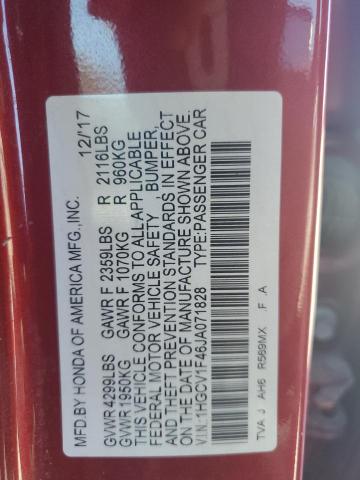 MFD.BY HONDA OF AMERICA MFG.,INC. 12/'17
GVWR 4299LBS GAWR F 2359LBS R 2116LBS
GVWR 1950KG GAWR F 1070KG R 960KG
THIS VEHICLE CONFORMS TO ALL APPLICABLE
FEDERAL MOTOR VEHICLE SAFETY , BUMPER,
AND THEFT PREVENTION STANDARDS IN EFFECT
ON THE DATE OF MANUFACTURE SHOWN ABOVE.
V.I.N.:1HGCV1F46JA071828 TYPE:PASSENGER CAR
TVA J AH6 R569MX F A